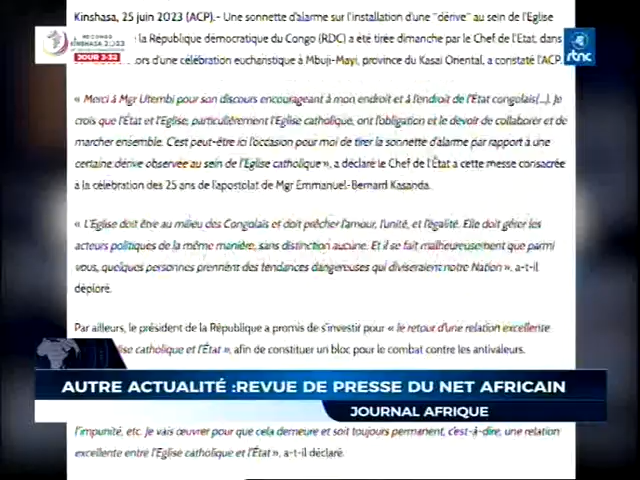 Kinshasa, 25 juin 2023 (ACP).- Une sonnette d'alarme sur l'installation d'une "dérive" au sein de l'Eglise
la République démocratique du Congo (RDC) a été tirée dimanche par le Chef de l'Etat, dans
ors d'une célébration eucharistique à Mbuji-Mayi, province du Kasaï Oriental, a constaté l'ACP.
KINSHASA 2023
JOUR J-32
rtnc
« Merci à Mgr Utembi pour son discours encourageant à mon endroit et à l'endroit de l'État congolais(...). Je
crois que l'État et l'Eglise, particulièrement l'Eglise catholique, ont l'obligation et le devoir de collaborer et de
marcher ensemble. C'est peut-être ici l'occasion pour moi de tirer la sonnette d'alarme par rapport à une
certaine dérive observée au sein de l'Eglise catholique », a déclaré le Chef de l'État a cette messe consacrée
à la célébration des 25 ans de l'apostolat de Mgr Emmanuel-Bernard Kasanda.
« L'Eglise doit être au milieu des Congolais et doit prêcher l'amour, l'unité, et l'égalité. Elle doit gérer les
acteurs politiques de la même manière, sans distinction aucune. Et il se fait malheureusement que parmi
vous, quelques personnes prennent des tendances dangereuses qui diviseraient notre Nation », a-t-il
déploré.
Par ailleurs, le président de la République a promis de s'investir pour « le retour d'une relation excellente
lise catholique et l'État », afin de constituer un bloc pour le combat contre les antivaleurs.
AUTRE ACTUALITÉ :REVUE DE PRESSE DU NET AFRICAIN
JOURNAL AFRIQUE
l'impunité, etc. Je vais œuvrer pour que cela demeure et soit toujours permanent, c'est-à-dire, une relation
excellente entre l'Eglise catholique et l'État », a-t-il déclaré.